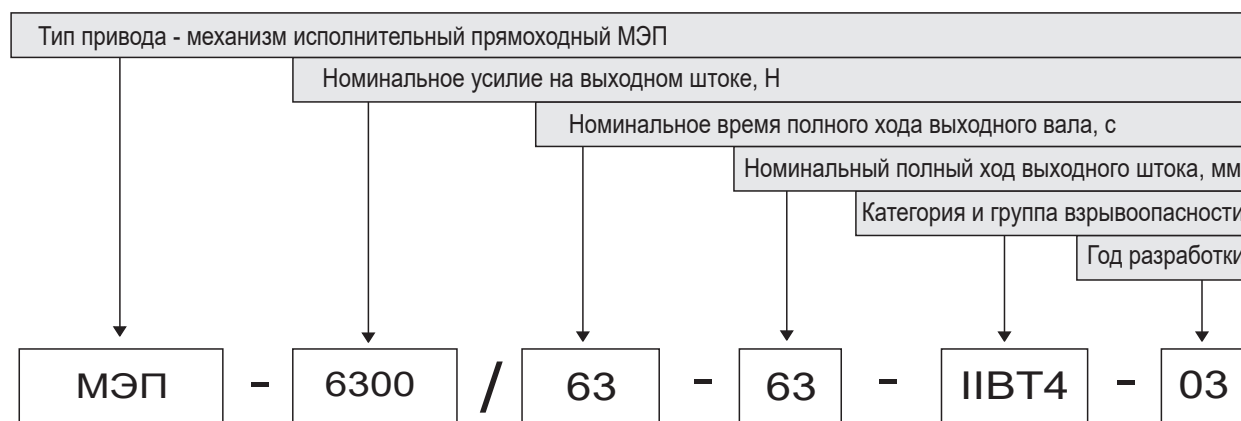 Тип привода - механизм исполнительный прямоходный МЭП
Номинальное усилие на выходном штоке, Н
Номинальное время полного хода выходного вала, с
Номинальный полный ход выходного штока, мм
Категория и группа взрывоопасности
Год разработки
МЭП - 6300 / 63 - 63 - IIBT4 - 03